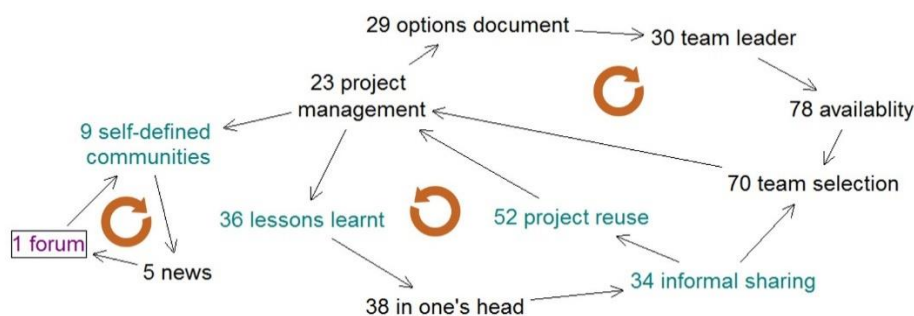 29 options document
30 team leader
23 project
management
78 availablity
9 self-defined
communities
70 team selection
36 lessons learnt
52 project reuse
1 forum
5 news
34 informal sharing
38 in one's head